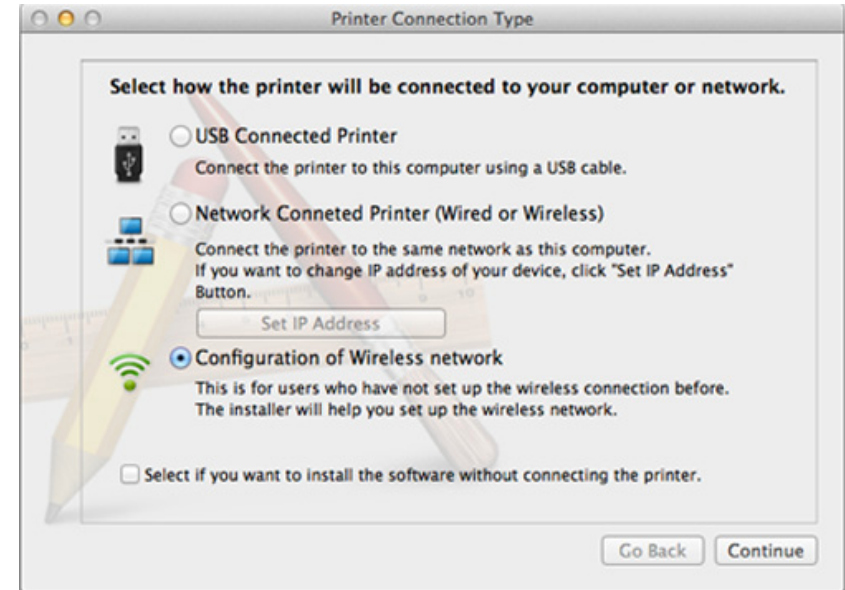 Printer Connection Type
Select how the printer will be connected to your computer or network.
USB Connected Printer
Connect the printer to this computer using a USB cable.
Network Conneted Printer (Wired or Wireless)
Connect the printer to the same network as this computer.
If you want to change IP address of your device, click "Set IP Address"
Button.
Set IP Address
Configuration of Wireless network
This is for users who have not set up the wireless connection before.
The installer will help you set up the wireless network.
Select if you want to install the software without connecting the printer.
Go Back
Continue